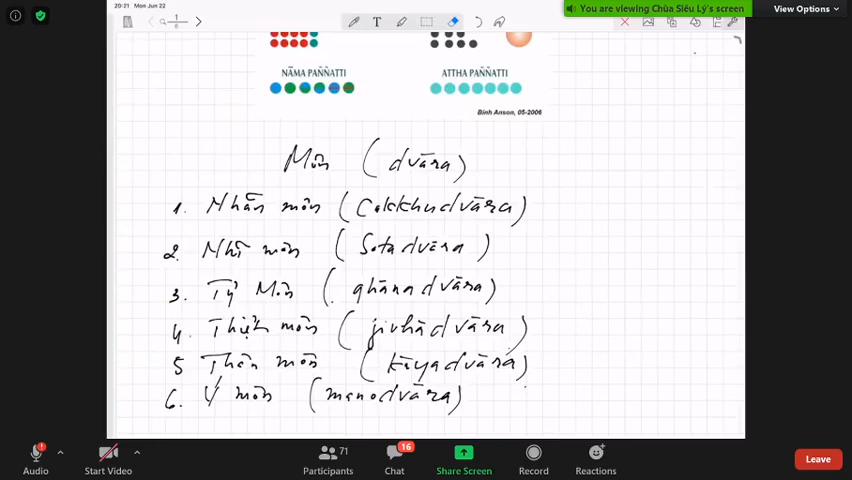 20:21 Mon Jun 22
You are viewing Chùa Siêu Lý's screen
View Options
1
6
T
NĀMA PAÑÑATTI
ATTHA PAÑÑATTI
Binh Anson, 05-2006
Môn (dvāra)
1. Nhãn môn (Cakkhudvāra)
2. Nhĩ môn (Sotadvāra)
3. Tỷ Môn (ghānadvāra)
4. Thiệt môn (jivhādvāra)
5 Thân môn (kāyadvāra)
6. Ý môn (manodvāra)
Audio
Start Video
71
Participants
16
Chat
Share Screen
Record
Reactions
Leave